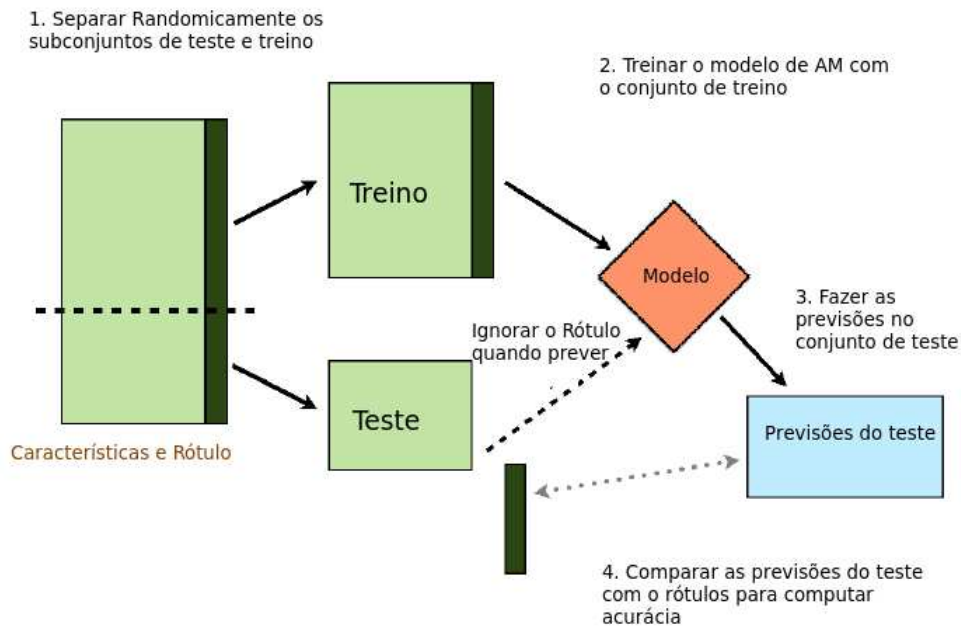 1. Separar Randomicamente os
subconjuntos de teste e treino
2. Treinar o modelo de AM com
o conjunto de treino
Treino
Modelo
3. Fazer as
previsões no
conjunto de teste
Ignorar o Rótulo
quando prever
Teste
Previsões do teste
Característícas e Rótulo
4. Comparar as previsões do teste
com o rótulos para computar
acurácia